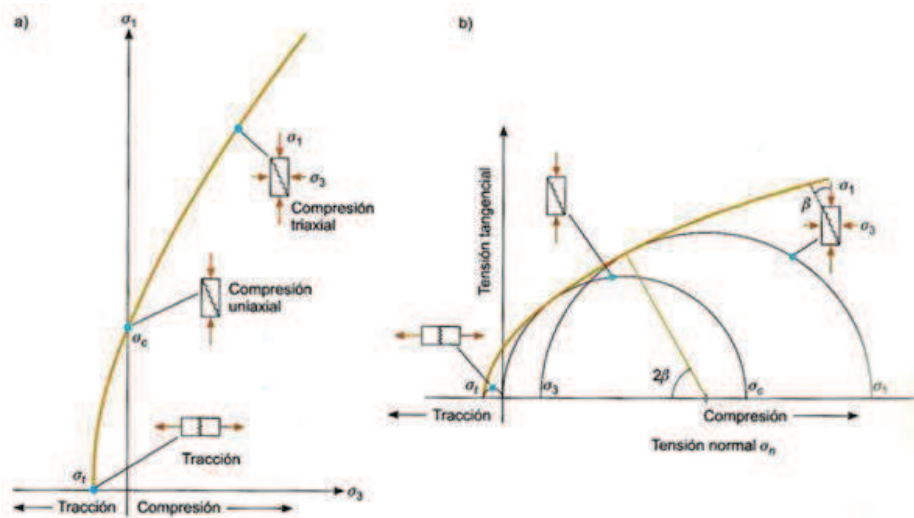 a)
σ1
σ1
σ3
Compresión
triaxial
Compresión
uniaxial
σc
σt
Tracción
σ3
Tracción
Compresión
b)
Tensión tangencial
β
σ1
σ3
2β
σt
σ3
σc
σ1
Tracción
Compresión
Tensión normal σn